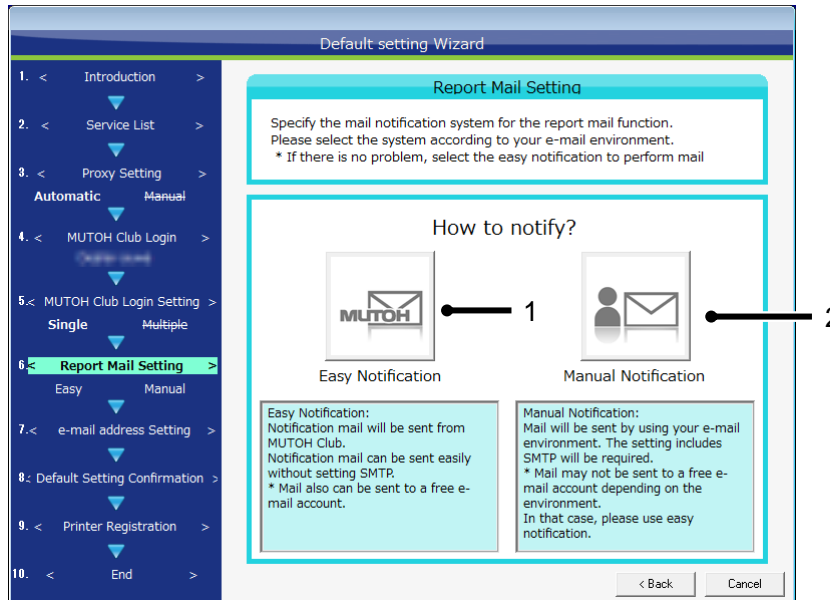 Default setting Wizard
1. < Introduction >
2. < Service List >
3. < Proxy Setting >
Automatic Manual
4. < MUTOH Club Login >
5.< MUTOH Club Login Setting >
Single Multiple
6.< Report Mail Setting >
Easy Manual
7.< e-mail address Setting >
8.< Default Setting Confirmation >
9. < Printer Registration >
10. < End >
Report Mail Setting
Specify the mail notification system for the report mail function.
Please select the system according to your e-mail environment.
* If there is no problem, select the easy notification to perform mail
How to notify?
MUTOH
1
2
Easy Notification
Manual Notification
Easy Notification:
Notification mail will be sent from
MUTOH Club.
Notification mail can be sent easily
without setting SMTP.
* Mail also can be sent to a free e-
mail account.
Manual Notification:
Mail will be sent by using your e-mail
environment. The setting includes
SMTP will be required.
* Mail may not be sent to a free e-
mail account depending on the
environment.
In that case, please use easy
notification.
< Back Cancel